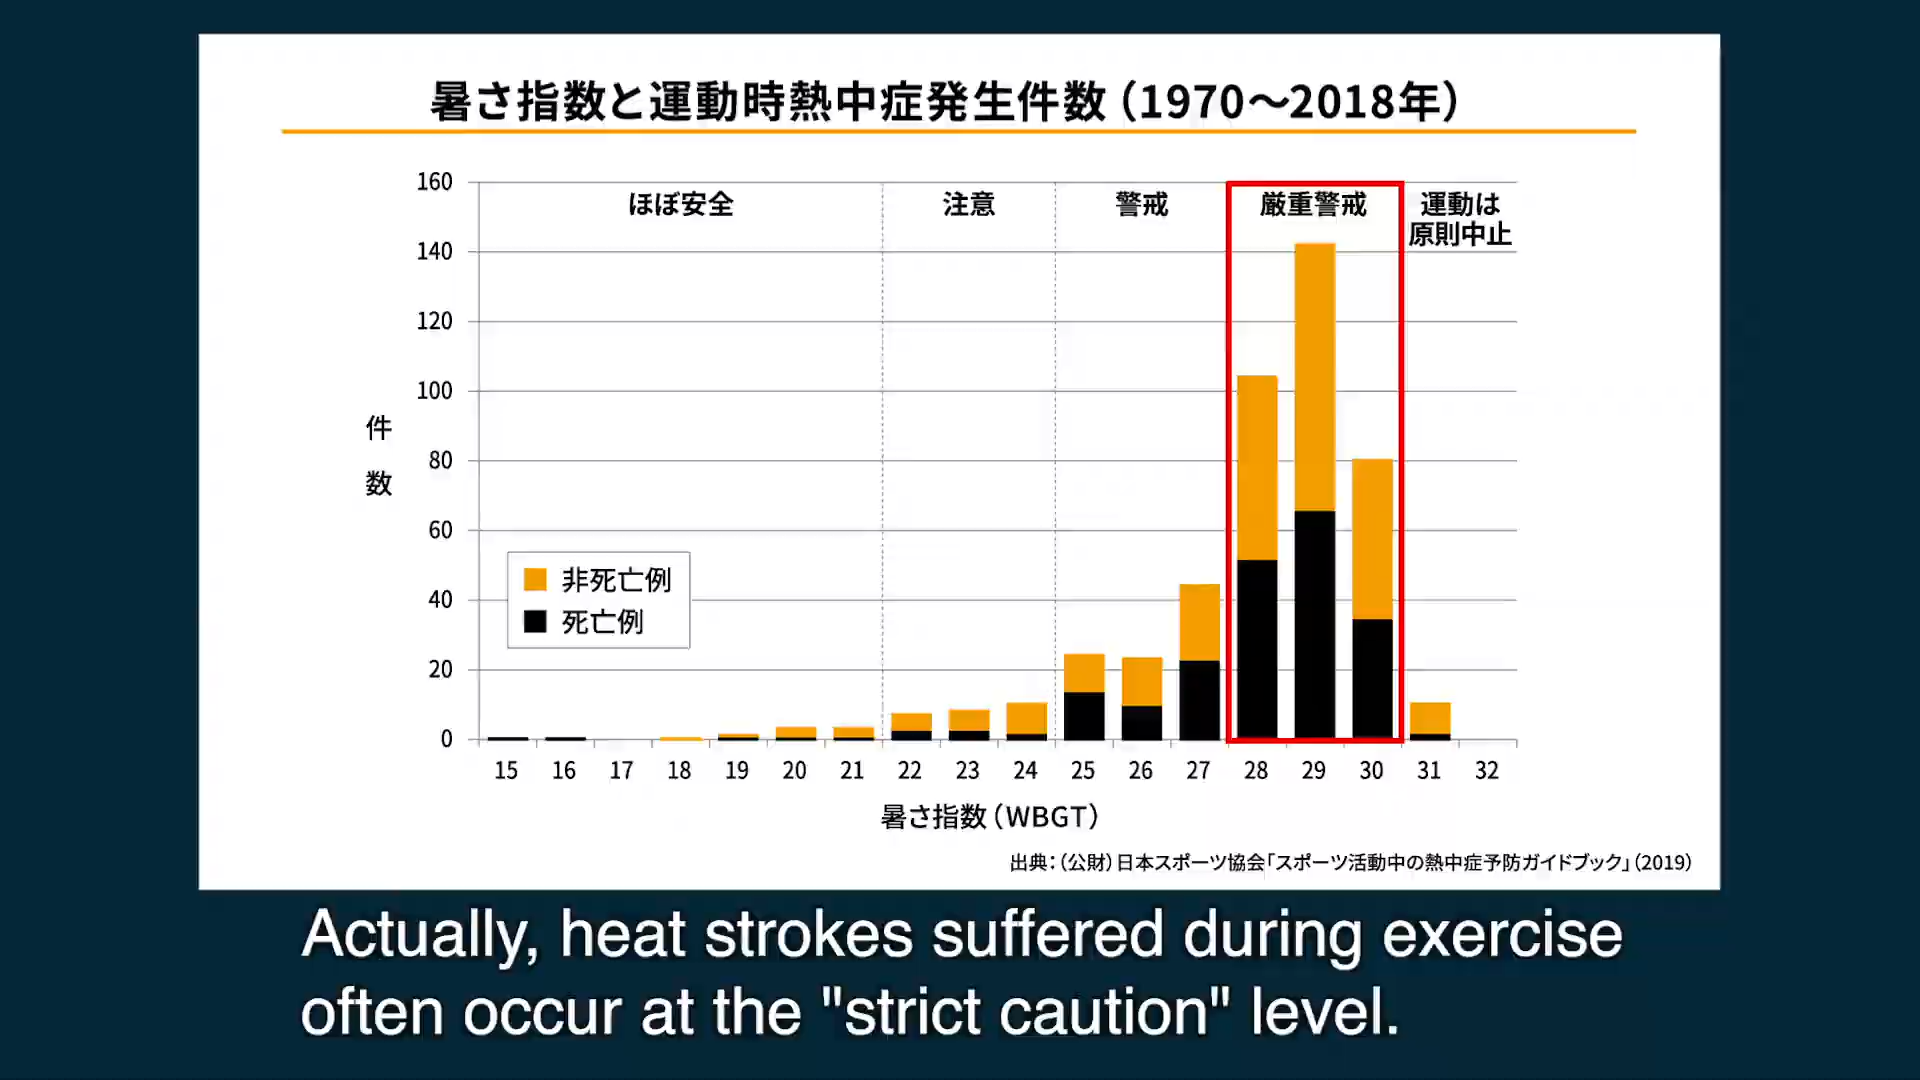 暑さ指数と運動時熱中症発生件数（1970～2018年）
160
140
120
100
80
60
40
20
0
件
数
ほぼ安全
注意
警戒
厳重警戒
運動は
原則中止
非死亡例
死亡例
15 16 17 18 19 20 21 22 23 24 25 26 27 28 29 30 31 32
暑さ指数（WBGT）
出典：（公財）日本スポーツ協会「スポーツ活動中の熱中症予防ガイドブック」（2019）
Actually, heat strokes suffered during exercise
often occur at the "strict caution" level.